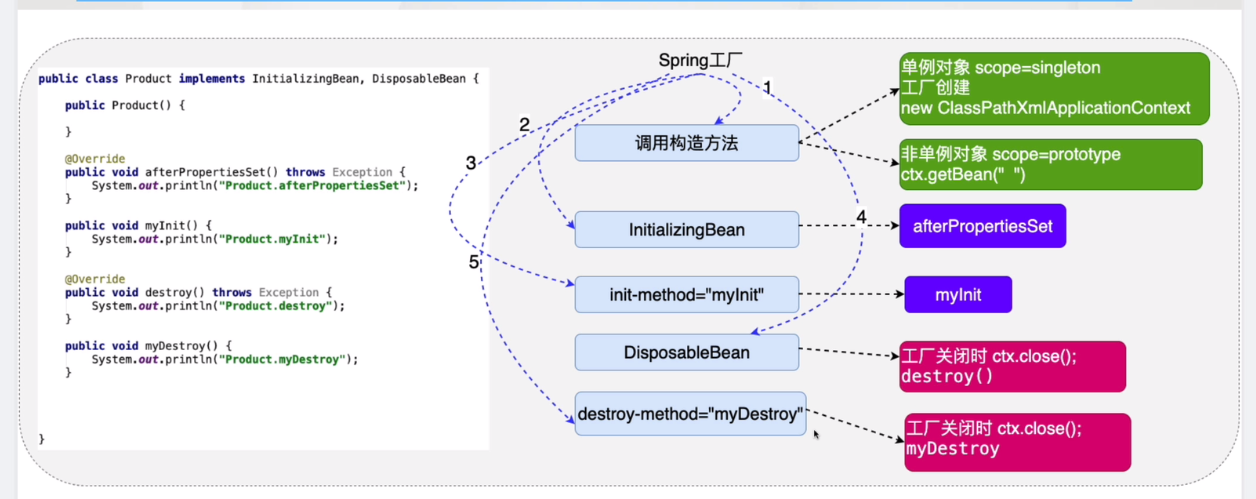 public class Product implements InitializingBean, DisposableBean {
public Product() {
}
@Override
public void afterPropertiesSet() throws Exception {
System.out.println("Product.afterPropertiesSet");
}
public void myInit() {
System.out.println("Product.myInit");
}
@Override
public void destroy() throws Exception {
System.out.println("Product.destroy");
}
public void myDestroy() {
System.out.println("Product.myDestroy");
}
}
Spring工厂
1
2
3
4
5
调用构造方法
单例对象 scope=singleton
工厂创建
new ClassPathXmlApplicationContext
非单例对象 scope=prototype
ctx.getBean(" ")
InitializingBean
afterPropertiesSet
init-method="myInit"
myInit
DisposableBean
工厂关闭时 ctx.close();
destroy()
destroy-method="myDestroy"
工厂关闭时 ctx.close();
myDestroy